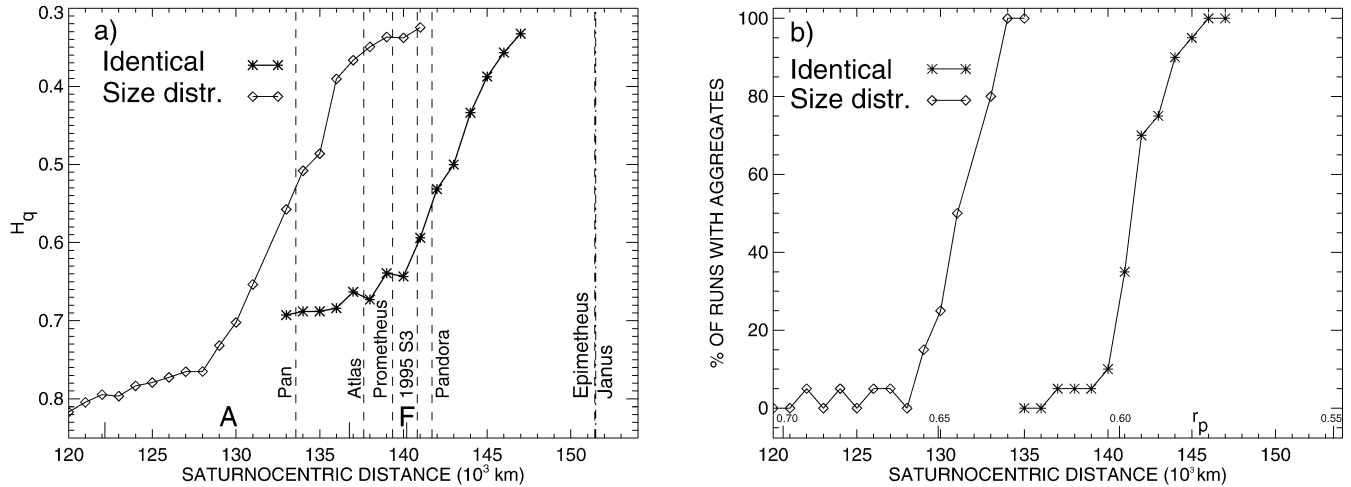 a)
Identical
Size distr.
0.3
0.4
0.5
0.6
0.7
0.8
Hq
Pan
Atlas
Prometheus
1995 S3
Pandora
Epimetheus
Janus
A
F
120
125
130
135
140
145
150
SATURNOCENTRIC DISTANCE (10³ km)
b)
Identical
Size distr.
100
80
60
40
20
0
% OF RUNS WITH AGGREGATES
0.70
0.65
0.60
rp
0.55
120
125
130
135
140
145
150
SATURNOCENTRIC DISTANCE (10³ km)